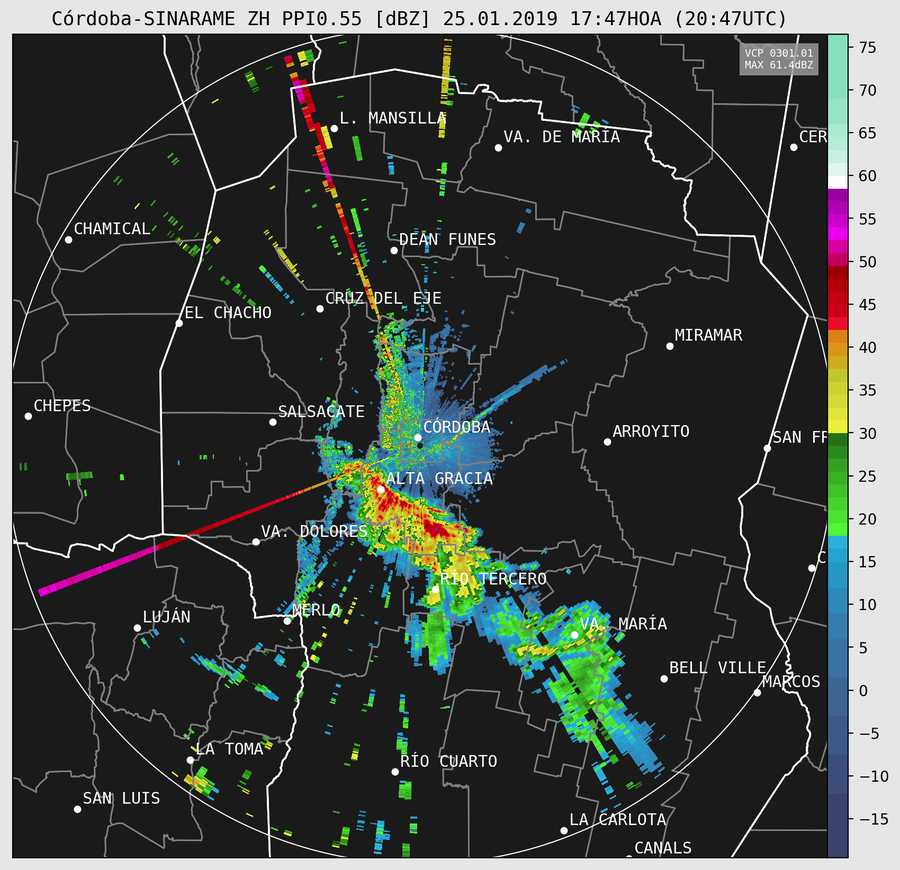 Córdoba-SINARAME ZH PPI0.55 [dBZ] 25.01.2019 17:47HOA (20:47UTC)
VCP 0301.01
MAX 61.4dBZ
L. MANSILLA
VA. DE MARÍA
CER
CHAMICAL
DEÁN FUNES
CRUZ DEL EJE
EL CHACHO
MIRAMAR
CHEPES
SALSACATE
CÓRDOBA
ARROYITO
SAN FR
ALTA GRACIA
VA. DOLORES
C
RÍO TERCERO
LUJÁN
MERLO
VA. MARÍA
BELL VILLE
MARCOS
LA TOMA
RÍO CUARTO
SAN LUIS
LA CARLOTA
CANALS
75
70
65
60
55
50
45
40
35
30
25
20
15
10
5
0
−5
−10
−15